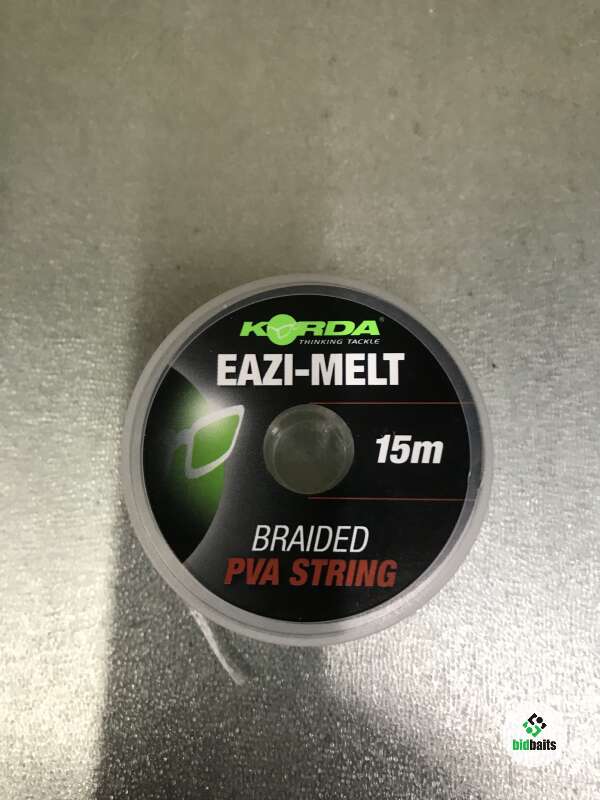 KORDA®
THINKING TACKLE
EAZI-MELT
15m
BRAIDED
PVA STRING
bidbaits